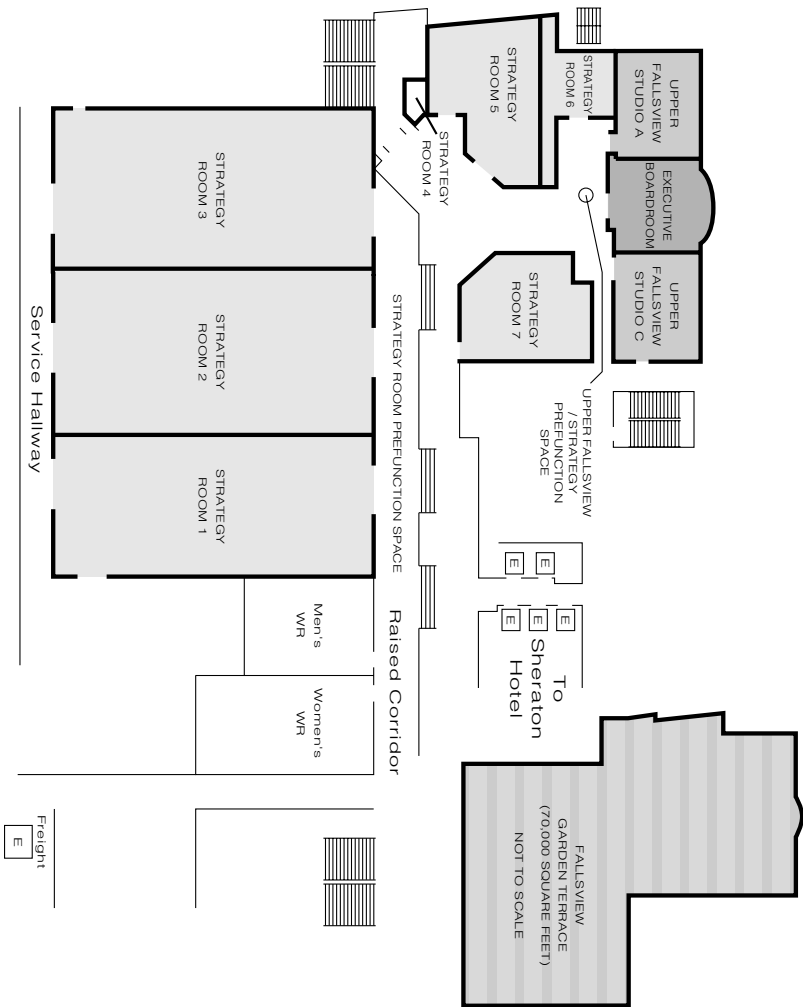 UPPER
FALLSVIEW
STUDIO A
EXECUTIVE
BOARDROOM
UPPER
FALLSVIEW
STUDIO C
STRATEGY
ROOM 6
STRATEGY
ROOM 5
STRATEGY
ROOM 4
STRATEGY
ROOM 7
UPPER FALLSVIEW
/ STRATEGY
PREFUNCTION
SPACE
E
E
E
E
E
To
Sheraton
Hotel
FALLSVIEW
GARDEN TERRACE
(70,000 SQUARE FEET)
NOT TO SCALE
STRATEGY ROOM PREFUNCTION SPACE
Raised Corridor
STRATEGY
ROOM 3
STRATEGY
ROOM 2
STRATEGY
ROOM 1
Men's
WR
Women's
WR
Service Hallway
Freight
E